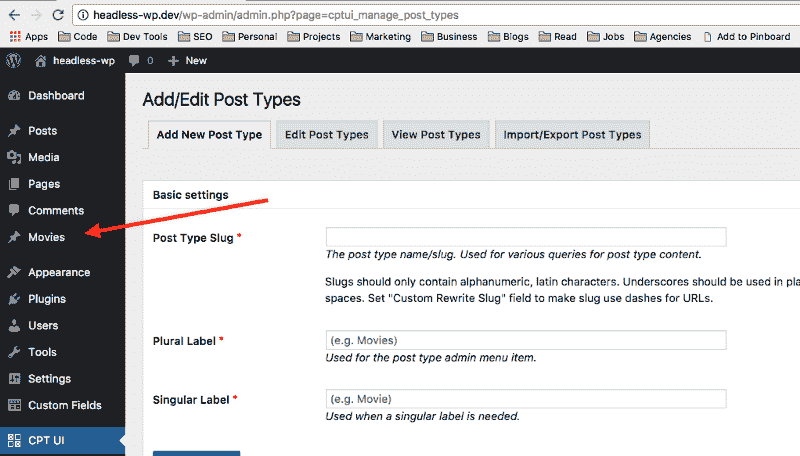 headless-wp.dev/wp-admin/admin.php?page=cptui_manage_post_types
Apps Code Dev Tools SEO Personal Projects Marketing Business Blogs Read Jobs Agencies Add to Pinboard
headless-wp 0 New
Dashboard
Posts
Media
Pages
Comments
Movies
Appearance
Plugins
Users
Tools
Settings
Custom Fields
CPT UI
Add/Edit Post Types
Add New Post Type Edit Post Types View Post Types Import/Export Post Types
Basic settings
Post Type Slug *
The post type name/slug. Used for various queries for post type content.
Slugs should only contain alphanumeric, latin characters. Underscores should be used in pla
spaces. Set "Custom Rewrite Slug" field to make slug use dashes for URLs.
Plural Label *
(e.g. Movies)
Used for the post type admin menu item.
Singular Label *
(e.g. Movie)
Used when a singular label is needed.